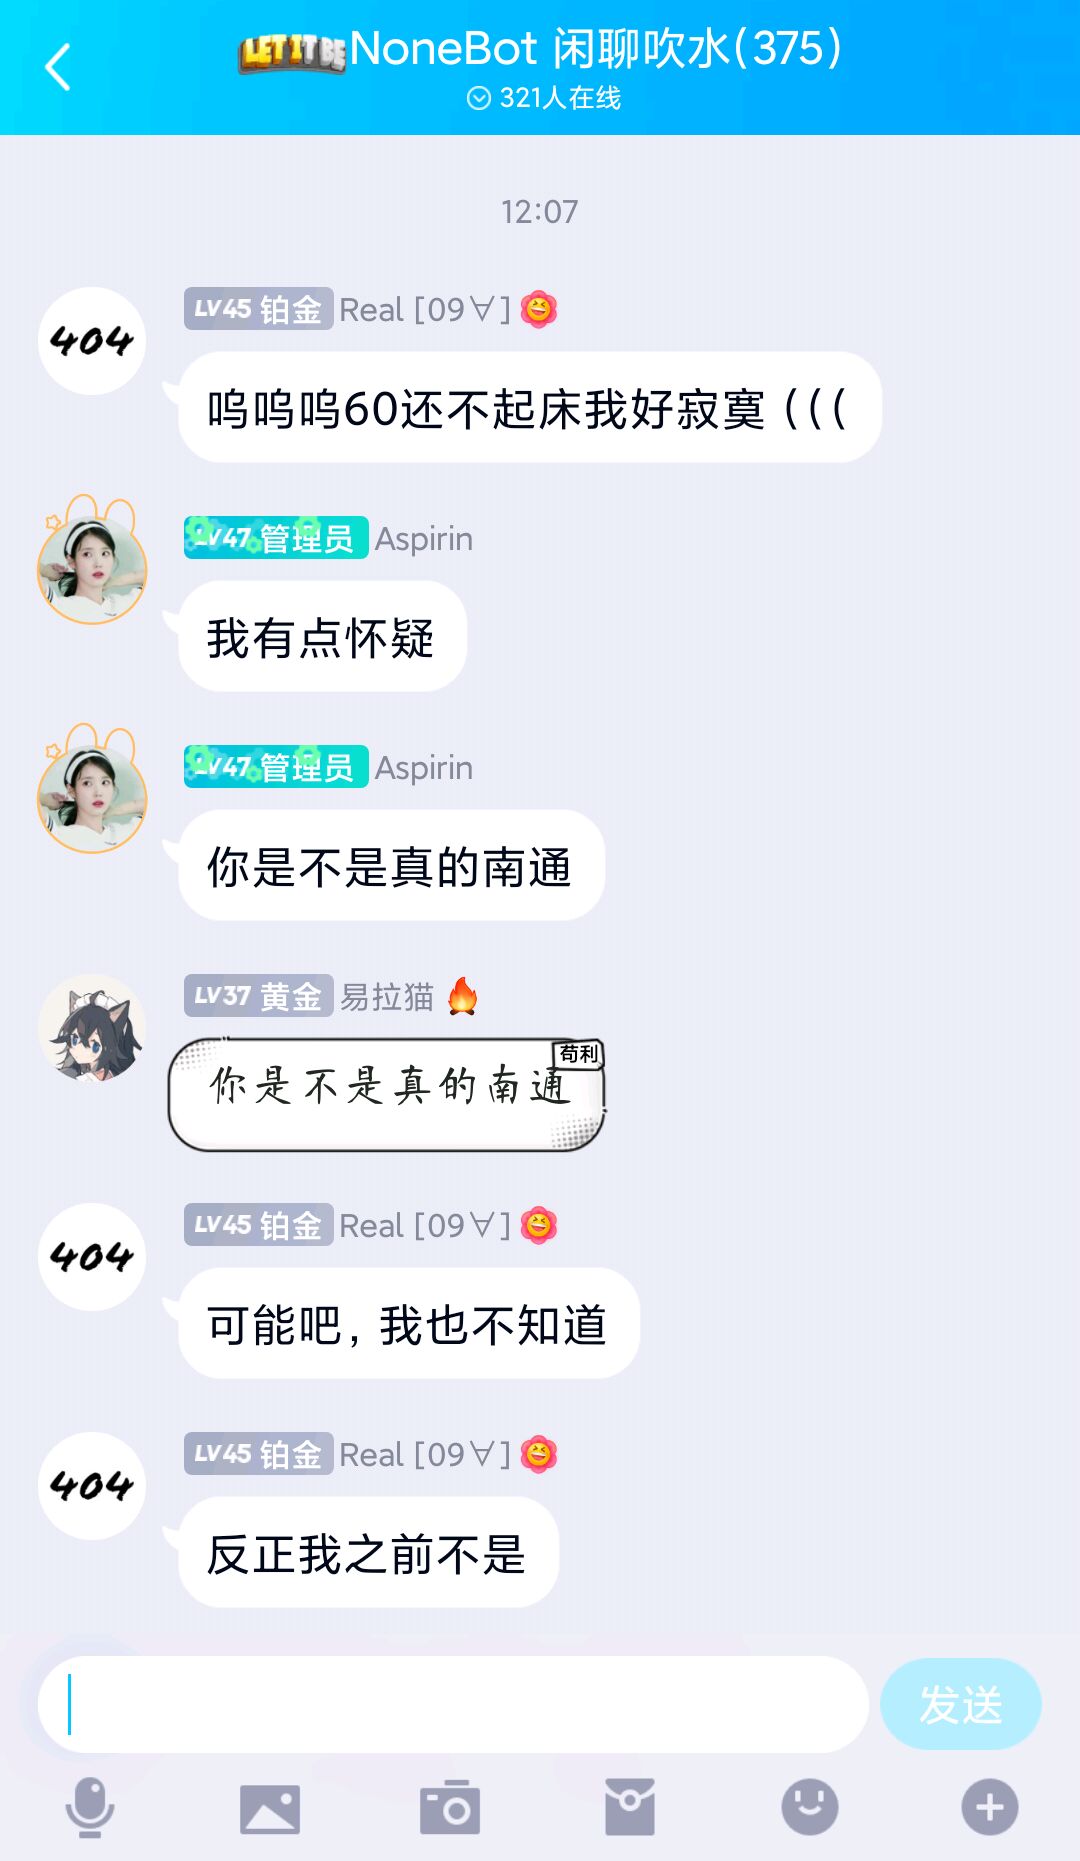 LET IT BE NoneBot 闲聊吹水(375)
321人在线
12:07
404
LV45 铂金 Real [09∀]
呜呜呜60还不起床我好寂寞（（（
LV47 管理员 Aspirin
我有点怀疑
LV47 管理员 Aspirin
你是不是真的南通
LV37 黄金 易拉猫
苟利
你是不是真的南通
404
LV45 铂金 Real [09∀]
可能吧，我也不知道
404
LV45 铂金 Real [09∀]
反正我之前不是
发送